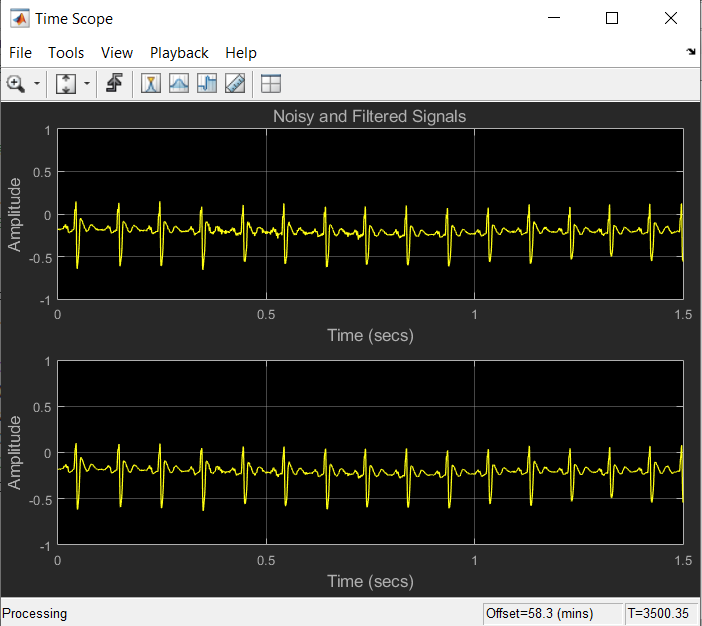 Time Scope
File Tools View Playback Help
Noisy and Filtered Signals
Amplitude
1
0.5
0
-0.5
-1
0 0.5 1 1.5
Time (secs)
Amplitude
1
0.5
0
-0.5
-1
0 0.5 1 1.5
Time (secs)
Processing Offset=58.3 (mins) T=3500.35